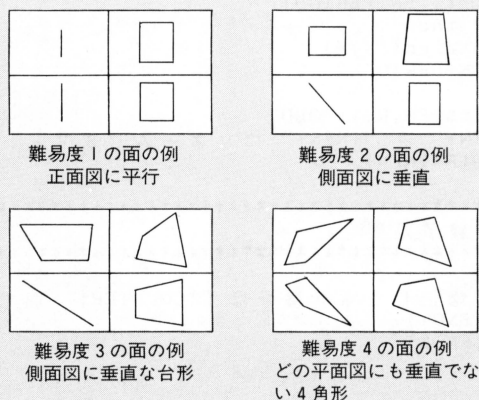 難易度1の面の例
正面図に平行
難易度2の面の例
側面図に垂直
難易度3の面の例
側面図に垂直な台形
難易度4の面の例
どの平面図にも垂直でな
い4角形